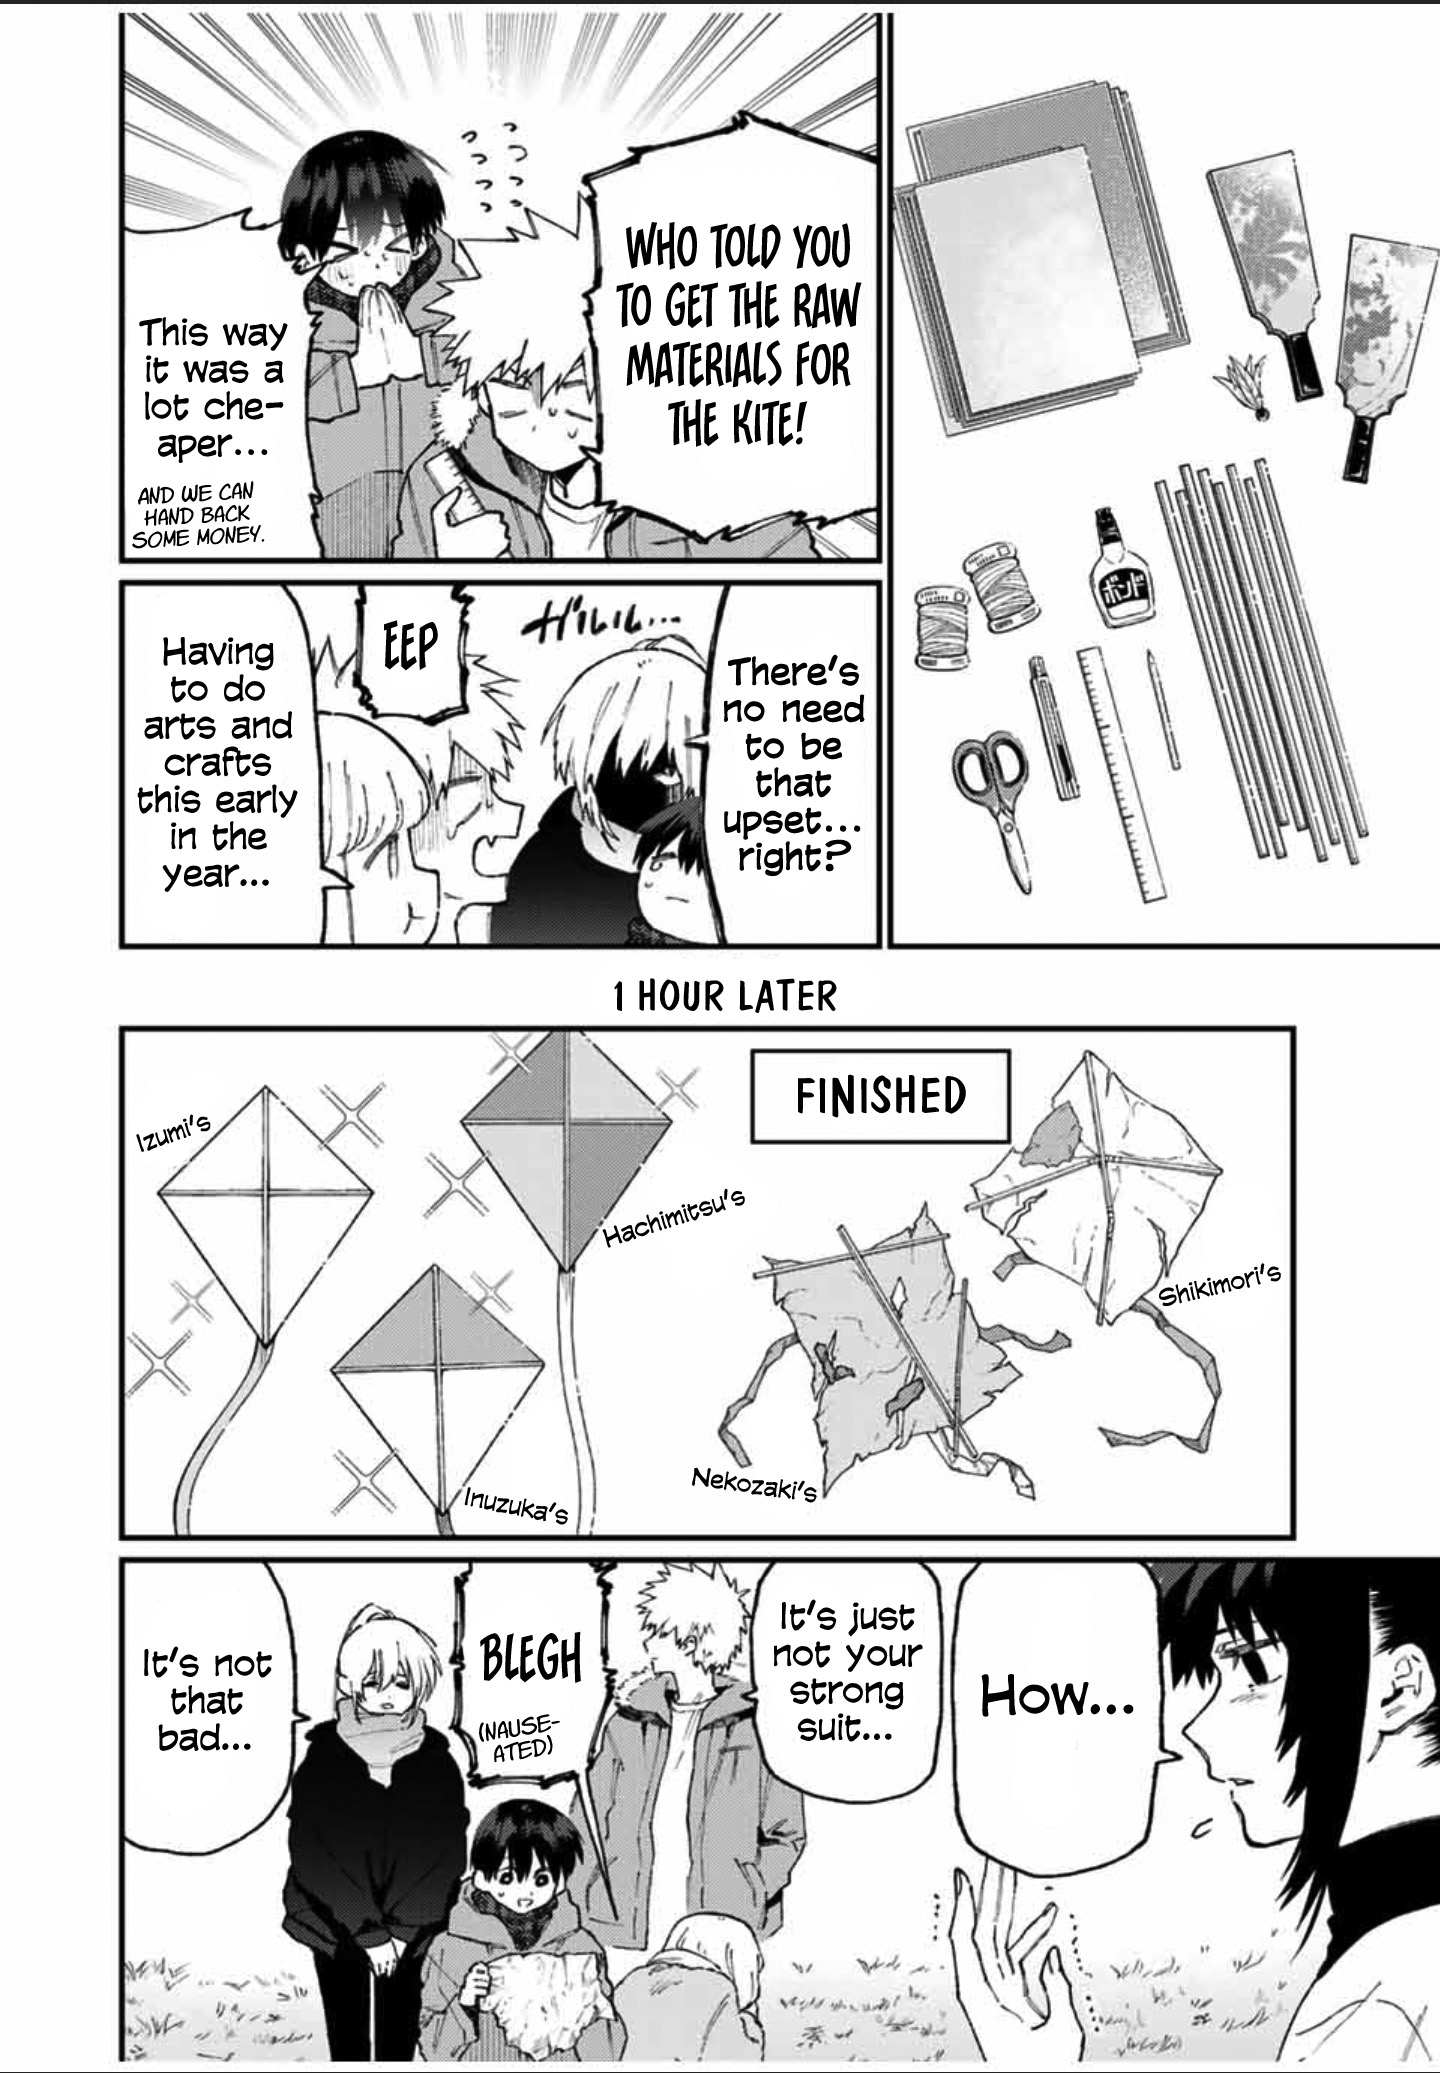 ボンド
WHO TOLD YOU
TO GET THE RAW
MATERIALS FOR
THE KITE!
This way
it was a
lot che-
aper...
AND WE CAN
HAND BACK
SOME MONEY.
There's
no need
to be
that
upset...
right?
ガルルル...
EEP
Having
to do
arts and
crafts
this early
in the
year...
1 HOUR LATER
FINISHED
Shikimori's
Hachimitsu's
Izumi's
Nekozaki's
Inuzuka's
How...
It's just
not your
strong
suit...
BLEGH
(NAUSE-
ATED)
It's not
that
bad...